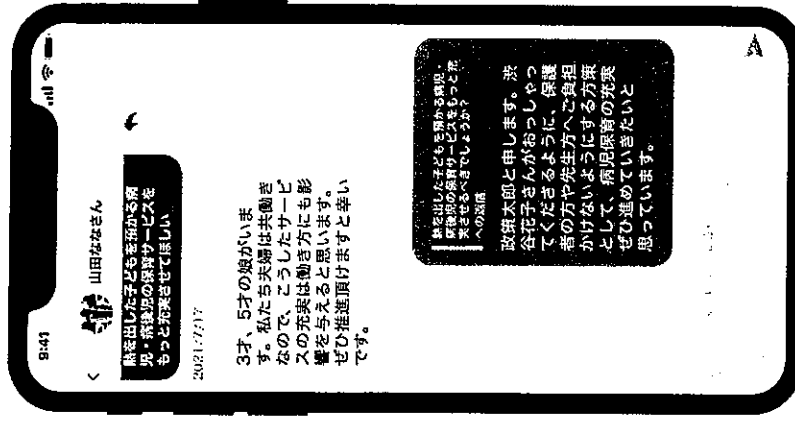 9:41
山田ななさん
熱を出した子どもを預かる病
児・病後児の保育サービスを
もっと充実させてほしい
2021/7/17
3才、5才の娘がいま
す。私たち夫婦は共働き
なので、こうしたサービ
スの充実は働き方にも影
響を与えると思います。
ぜひ推進頂けますと幸い
です。
熱を出した子どもを預かる病児・
病後児の保育サービスをもっと充
実させるべきでしょうか?
への返信
政策太郎と申します。渋
谷花子さんがおっしゃっ
てくださるように、保護
者の方や先生方へご負担
かけないようにする方策
として、病児保育の充実
ぜひ進めていきたいと
思っています。